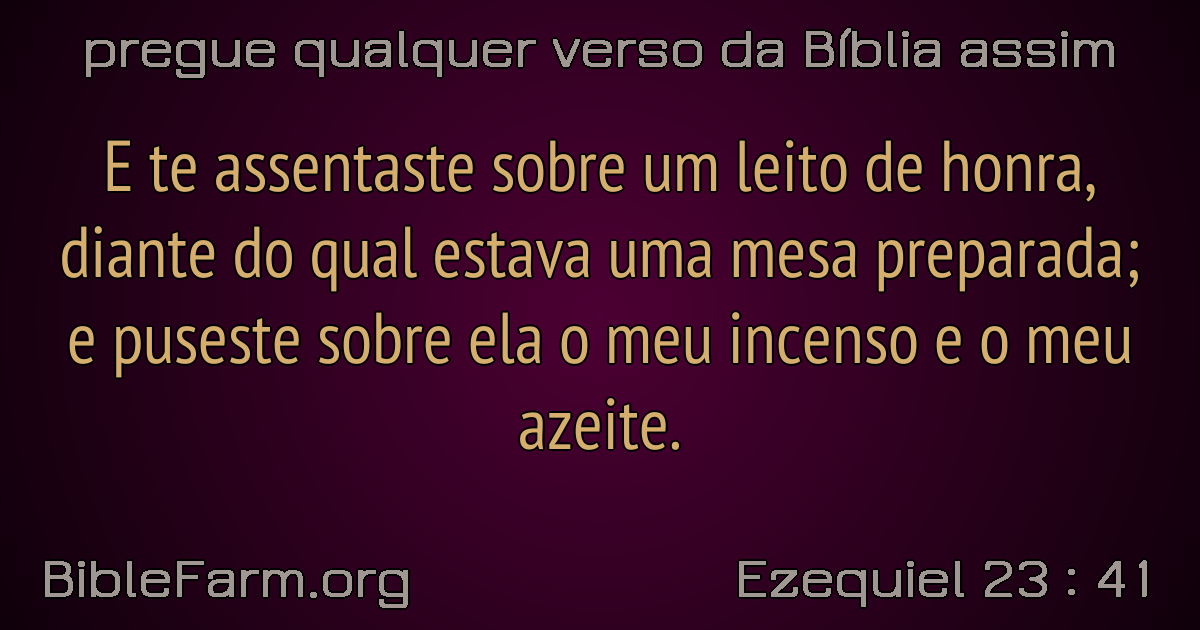 pregue qualquer verso da Bíblia assim
E te assentaste sobre um leito de honra,
diante do qual estava uma mesa preparada;
e puseste sobre ela o meu incenso e o meu
azeite.
BibleFarm.org
Ezequiel 23 : 41